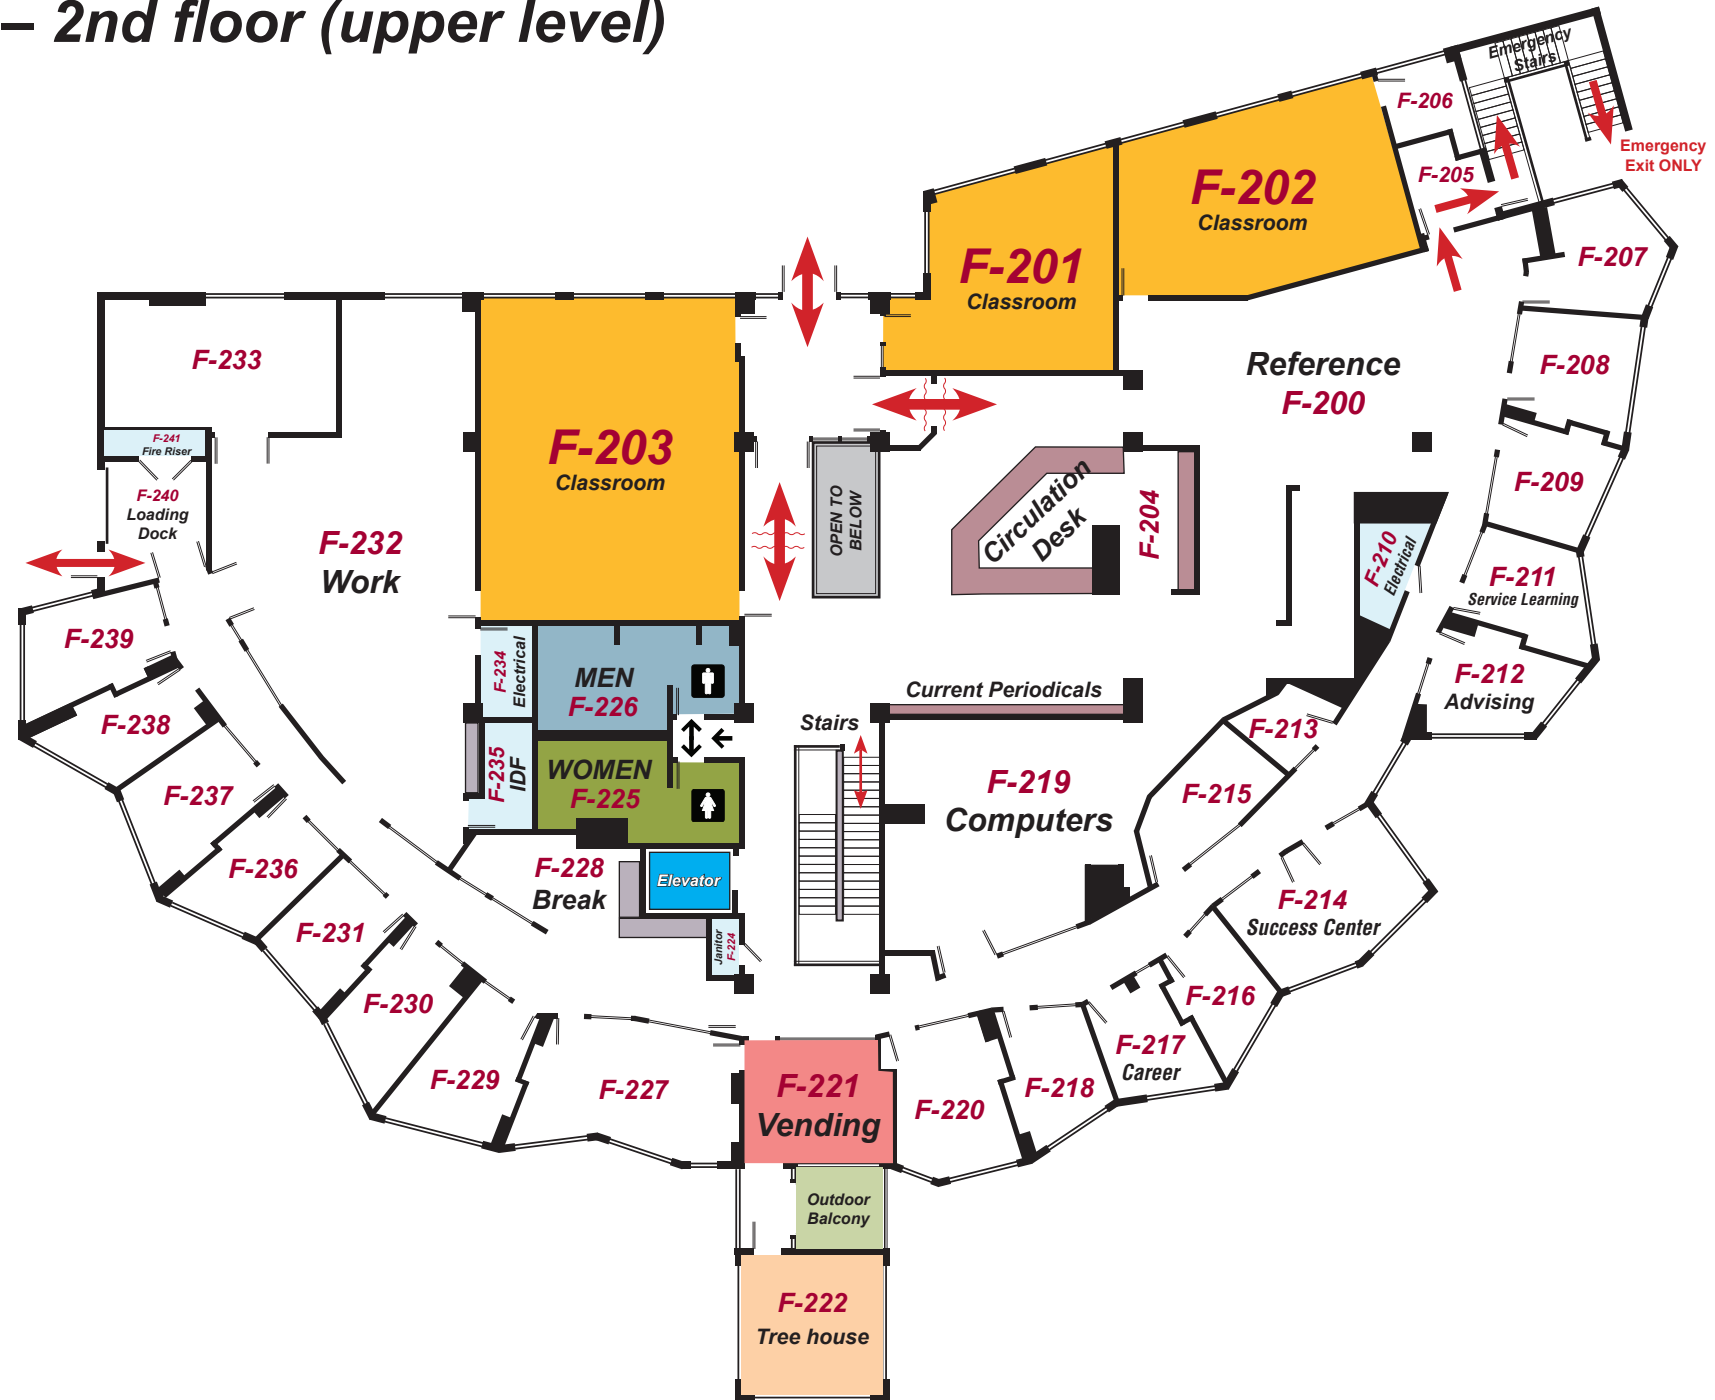 – 2nd floor (upper level)
Emergency
Stairs
F-206
Emergency
Exit ONLY
F-205
F-202
Classroom
F-201
Classroom
F-207
F-233
Reference
F-200
F-208
F-241
Fire Riser
F-203
Classroom
F-240
Loading
Dock
OPEN TO
BELOW
Circulation
Desk
F-204
F-209
F-232
Work
F-210
Electrical
F-211
Service Learning
F-239
F-234
Electrical
MEN
F-226
Current Periodicals
F-212
Advising
F-238
Stairs
F-213
F-235
IDF
WOMEN
F-225
F-237
F-219
Computers
F-215
F-236
F-228
Break
Elevator
F-214
Success Center
F-231
Janitor
F-224
F-230
F-216
F-229
F-227
F-221
Vending
F-220
F-218
F-217
Career
Outdoor
Balcony
F-222
Tree house